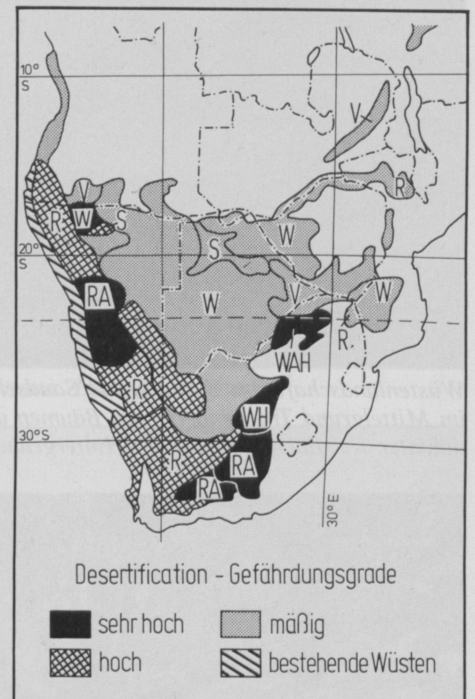 10°
S
V
R
V
W
S
R
S
W
20°
S
RA
W
V
W
R
WAH
R
WH
30°S
R
RA
RA
30°E
Desertification - Gefährdungsgrade
sehr hoch
mäßig
hoch
bestehende Wüsten